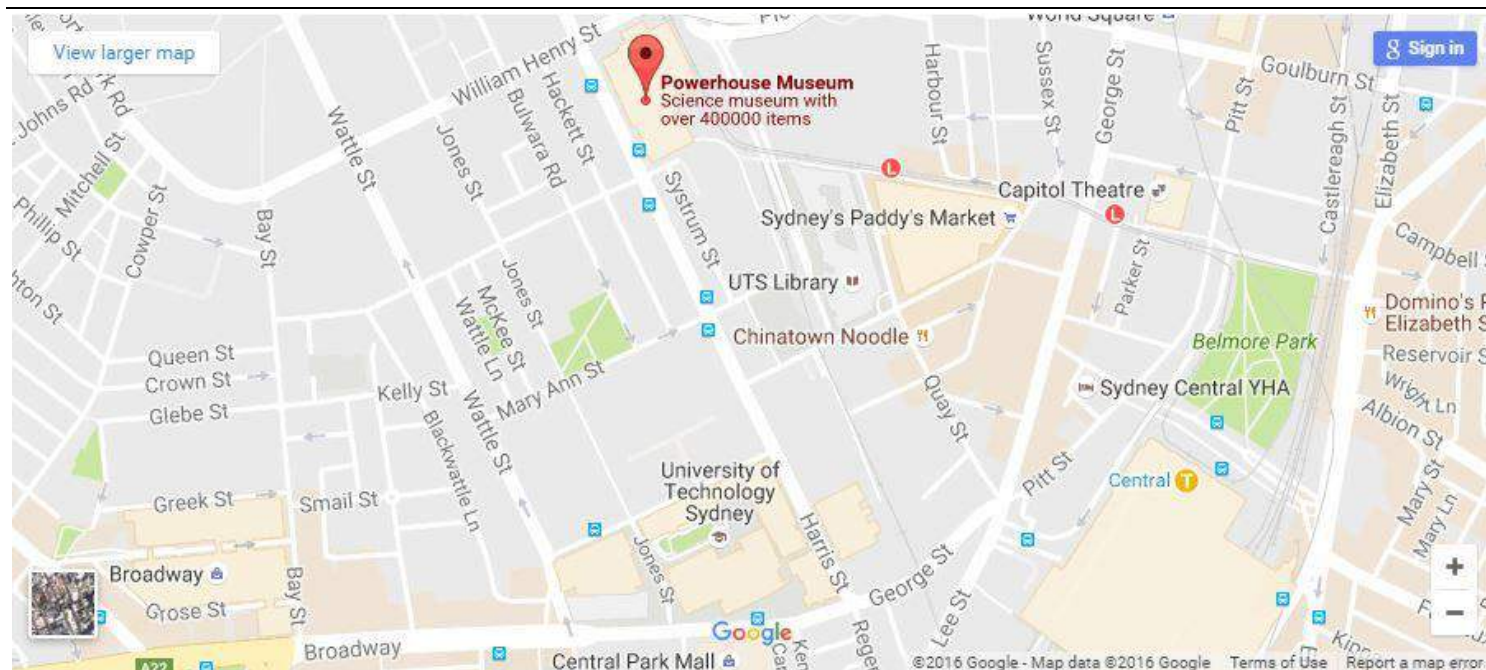 World Square
View larger map
Sign in
William Henry St
Powerhouse Museum
Science museum with
over 400000 items
Goulburn St
Johns Rd
Park Rd
Wattle St
Jones St
Bulwara Rd
Hackett St
Harbour St
Sussex St
George St
Pitt St
Castlereagh St
Elizabeth St
Mitchell St
Phillip St
Cowper St
Bay St
Systrum St
Capitol Theatre
Sydney's Paddy's Market
Campbell S
Parker St
UTS Library
Jones St
McKee St
Wattle Ln
Chinatown Noodle
Domino's P
Elizabeth S
Belmore Park
Reservoir S
Queen St
Crown St
Glebe St
Kelly St
Mary Ann St
Wattle St
Blackwattle Ln
Quay St
Sydney Central YHA
Wright Ln
Albion St
University of
Technology
Sydney
Pitt St
Central
T
Mary St
Mary Ln
Greek St
Smail St
Harris St
Jones St
Broadway
Bay St
George St
Lee St
Grose St
Google
Broadway
A22
Central Park Mall
L
L
+
−
©2016 Google - Map data ©2016 Google
Terms of Use
Report a map error